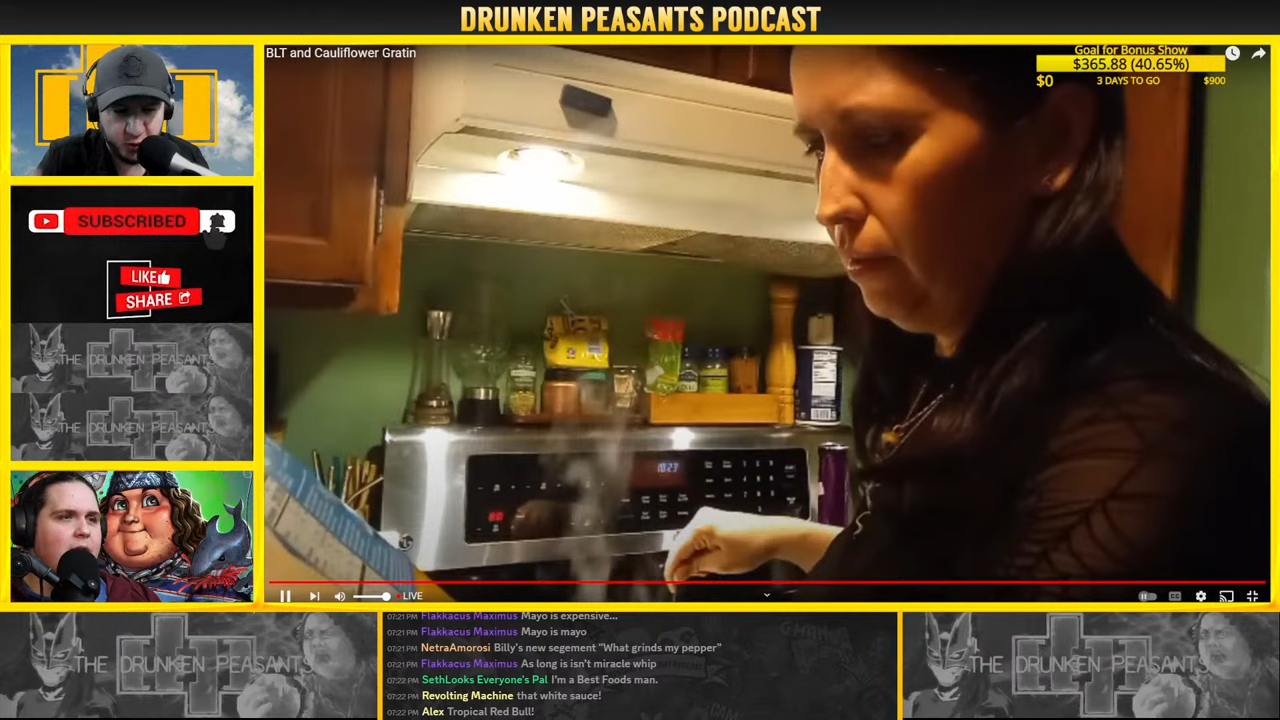 DRUNKEN PEASANTS PODCAST
BLT and Cauliflower Gratin
Goal for Bonus Show
$365.88 (40.65%)
$0
3 DAYS TO GO
$900
SUBSCRIBED
LIKE
SHARE
THE DRUNKEN PEASANTS
THE DRUNKEN PEASANTS
10:23
LIVE
07:21 PM Flakkacus Maximus Mayo is expensive...
07:21 PM Flakkacus Maximus Mayo is mayo
07:21 PM NetraAmorosi Billy's new segement "What grinds my pepper"
07:21 PM Flakkacus Maximus As long is isn't miracle whip
07:22 PM SethLooks Everyone's Pal I'm a Best Foods man.
07:22 PM Revolting Machine that white sauce!
07:22 PM Alex Tropical Red Bull!
THE DRUNKEN PEASANTS
THE DRUNKEN PEASANTS